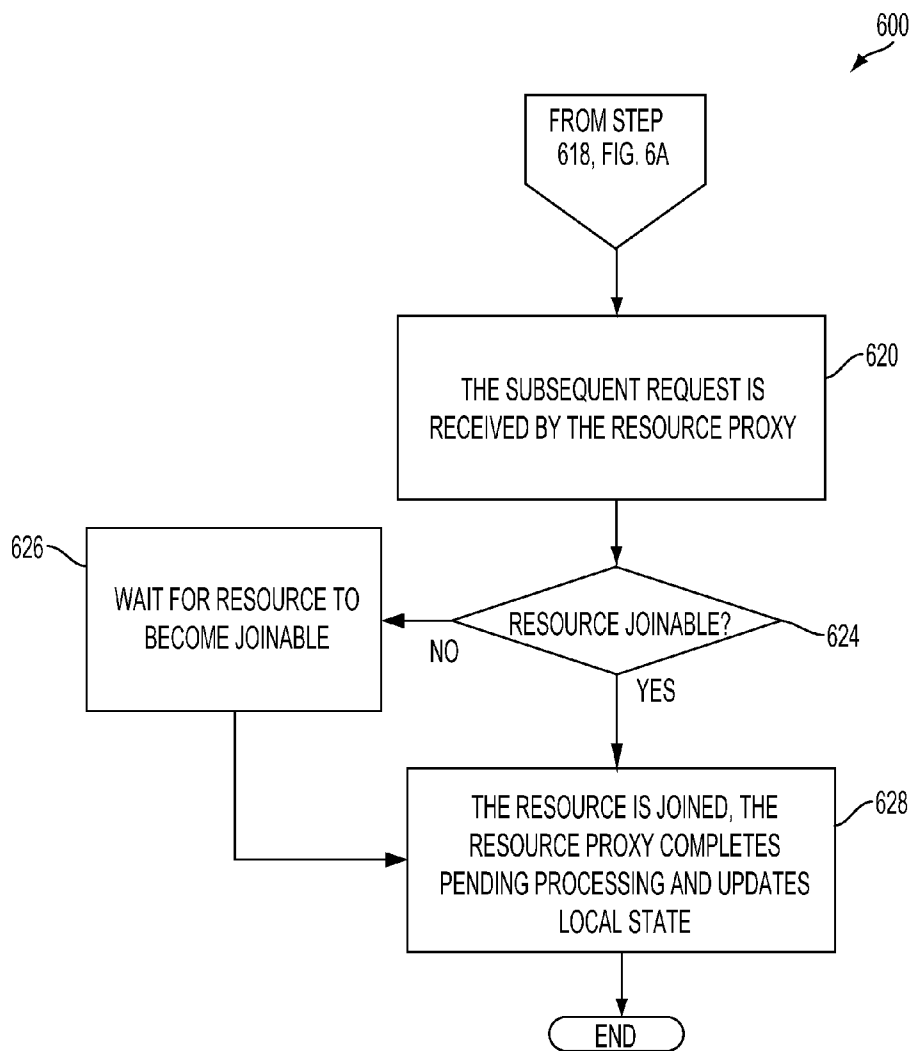 600
FROM STEP
618, FIG. 6A
620
THE SUBSEQUENT REQUEST IS
RECEIVED BY THE RESOURCE PROXY
626
WAIT FOR RESOURCE TO
BECOME JOINABLE
RESOURCE JOINABLE?
624
NO
YES
628
THE RESOURCE IS JOINED, THE
RESOURCE PROXY COMPLETES
PENDING PROCESSING AND UPDATES
LOCAL STATE
END